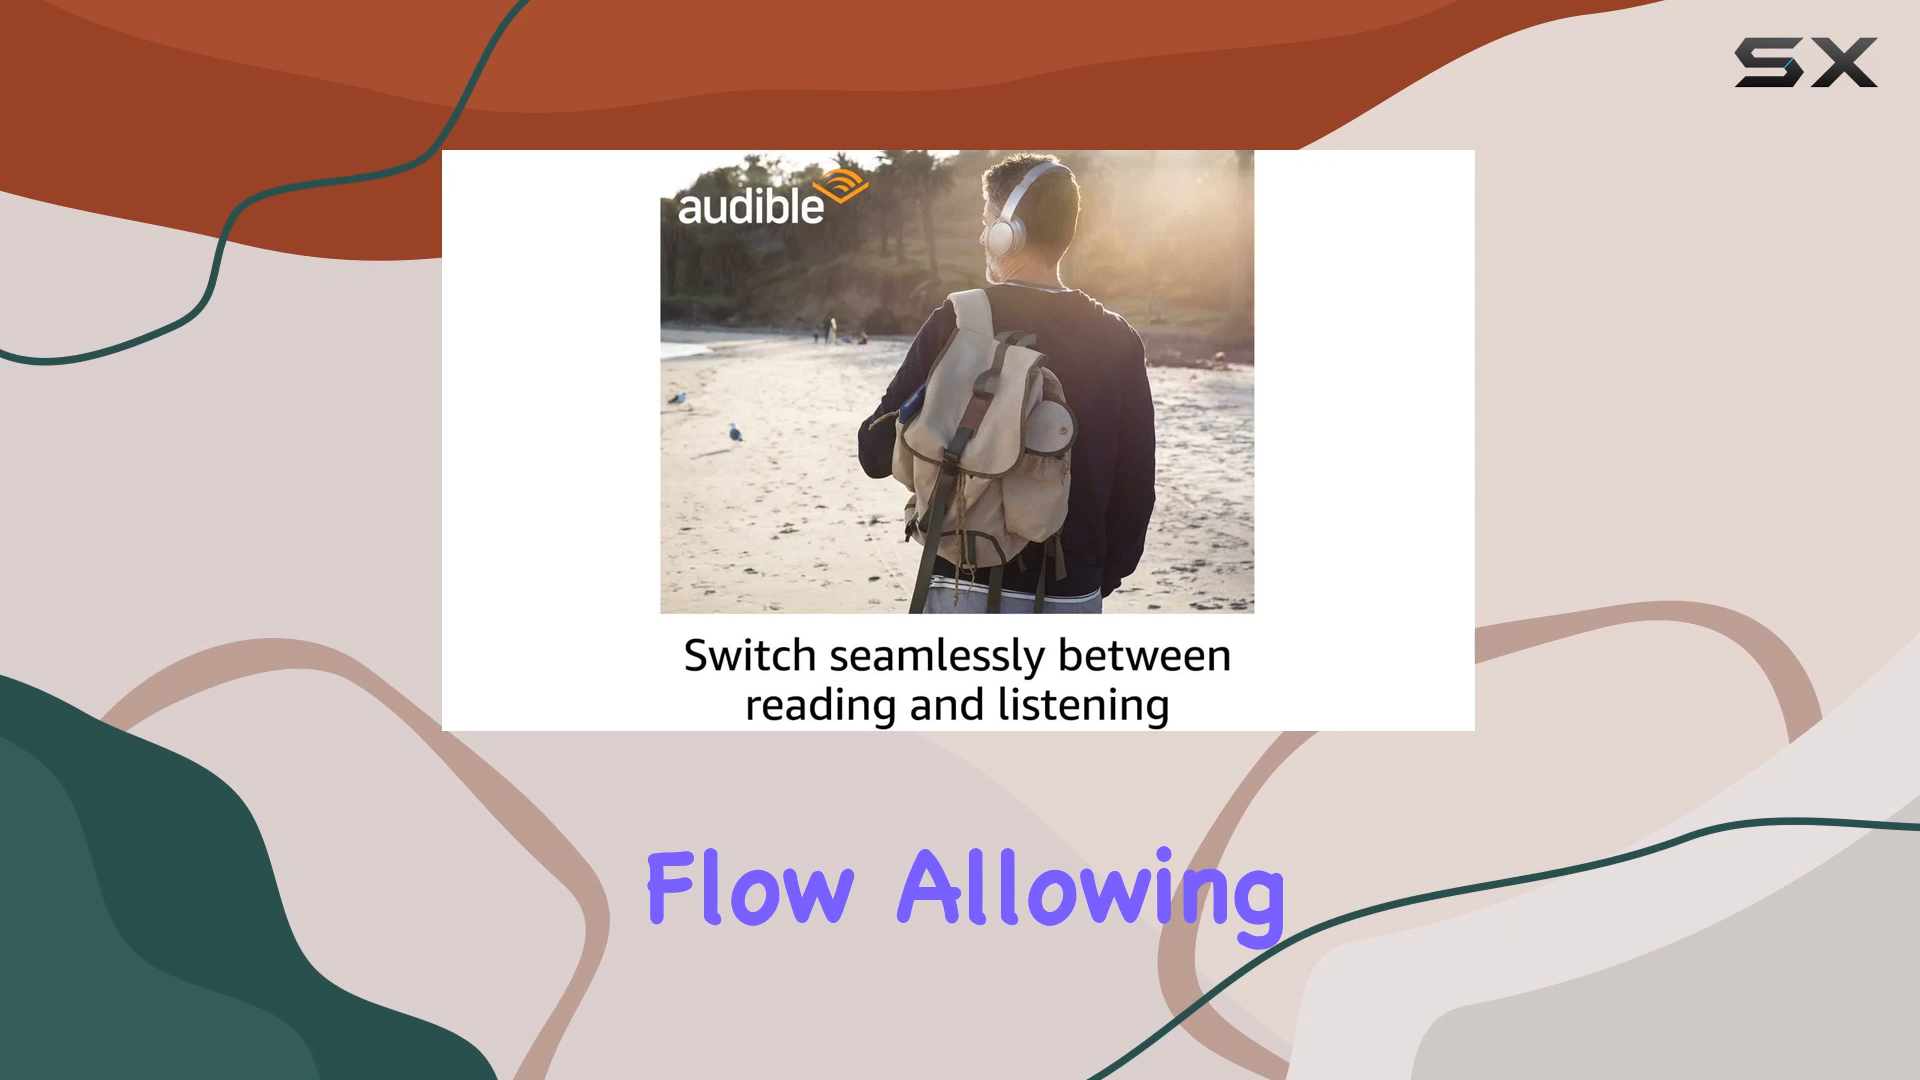 SX
audible
Switch seamlessly between
reading and listening
Flow Allowing